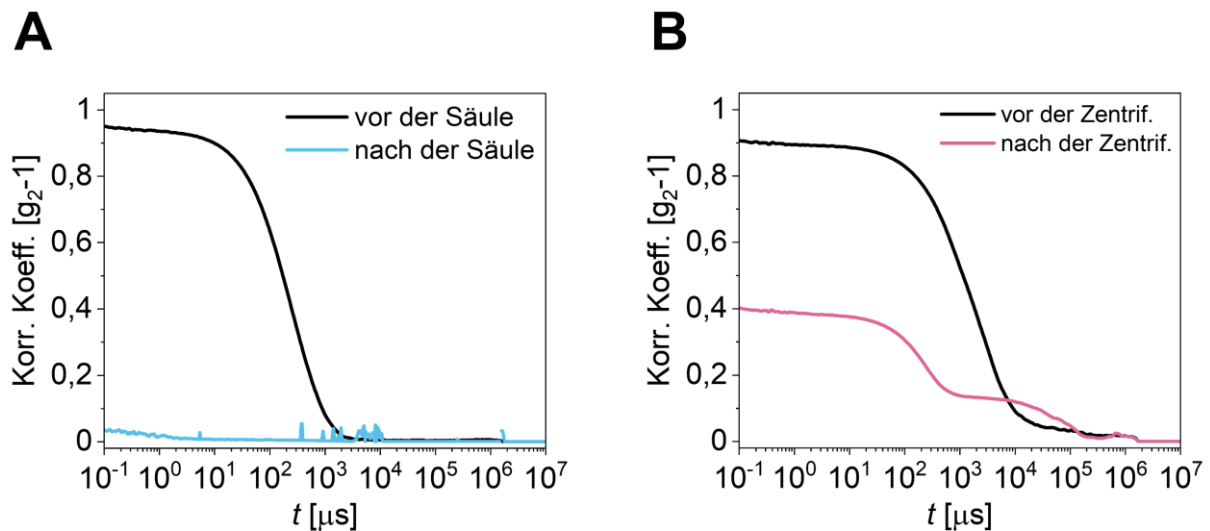 A
Korr. Koeff. [g₂-1]
1
0,8
0,6
0,4
0,2
0
vor der Säule
nach der Säule
10⁻¹ 10⁰ 10¹ 10² 10³ 10⁴ 10⁵ 10⁶ 10⁷
t [µs]
B
Korr. Koeff. [g₂-1]
1
0,8
0,6
0,4
0,2
0
vor der Zentrif.
nach der Zentrif.
10⁻¹ 10⁰ 10¹ 10² 10³ 10⁴ 10⁵ 10⁶ 10⁷
t [µs]